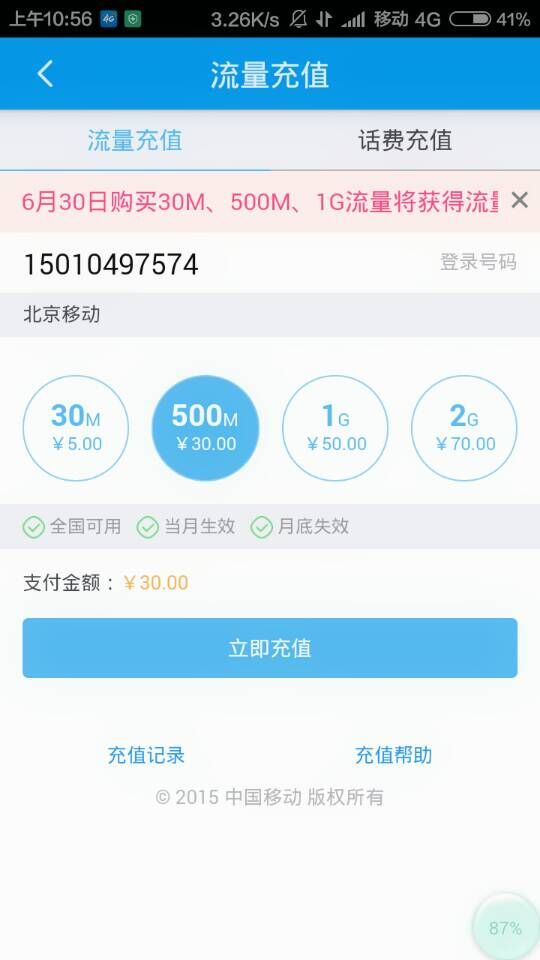 上午10:56 3.26K/s 移动 4G 41%
流量充值
流量充值 话费充值
6月30日购买30M、500M、1G流量将获得流
15010497574 登录号码
北京移动
30M 500M 1G 2G
￥5.00 ￥30.00 ￥50.00 ￥70.00
全国可用 当月生效 月底失效
支付金额：￥30.00
立即充值
充值记录 充值帮助
© 2015 中国移动 版权所有
87%